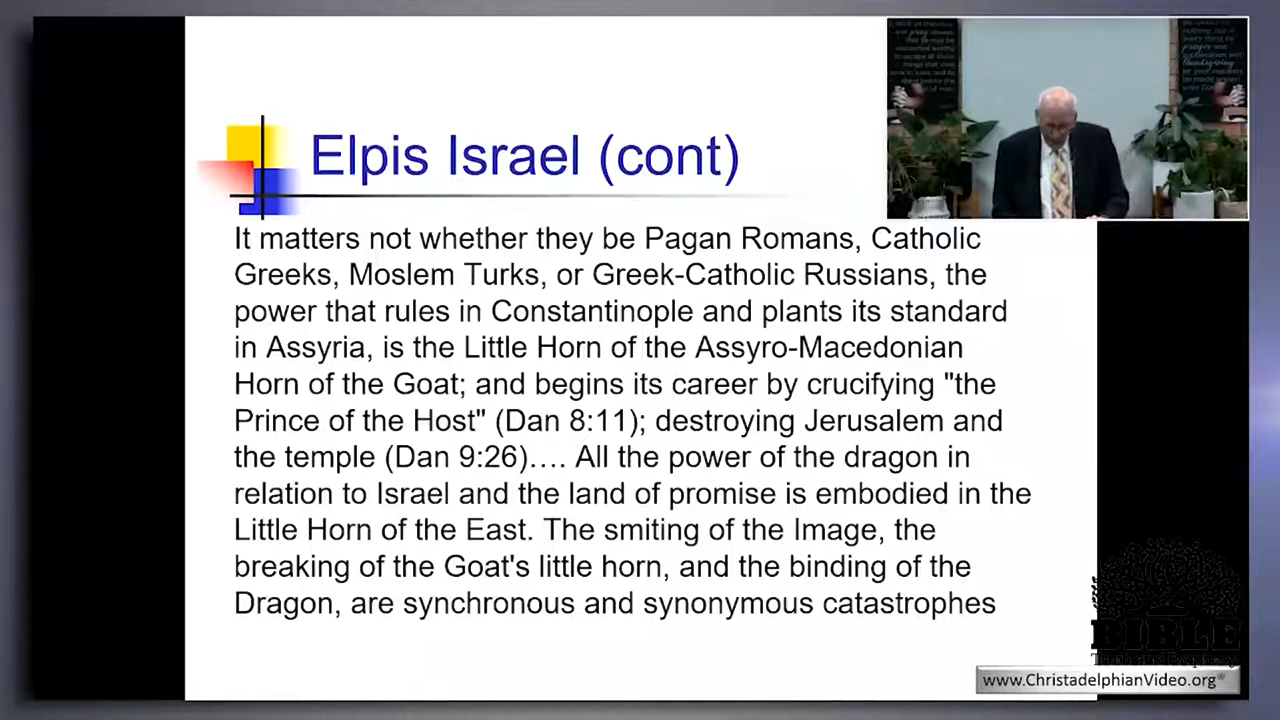 Elpis Israel (cont)
It matters not whether they be Pagan Romans, Catholic
Greeks, Moslem Turks, or Greek-Catholic Russians, the
power that rules in Constantinople and plants its standard
in Assyria, is the Little Horn of the Assyro-Macedonian
Horn of the Goat; and begins its career by crucifying "the
Prince of the Host" (Dan 8:11); destroying Jerusalem and
the temple (Dan 9:26)…. All the power of the dragon in
relation to Israel and the land of promise is embodied in the
Little Horn of the East. The smiting of the Image, the
breaking of the Goat's little horn, and the binding of the
Dragon, are synchronous and synonymous catastrophes
BIBLE
www.ChristadelphianVideo.org®